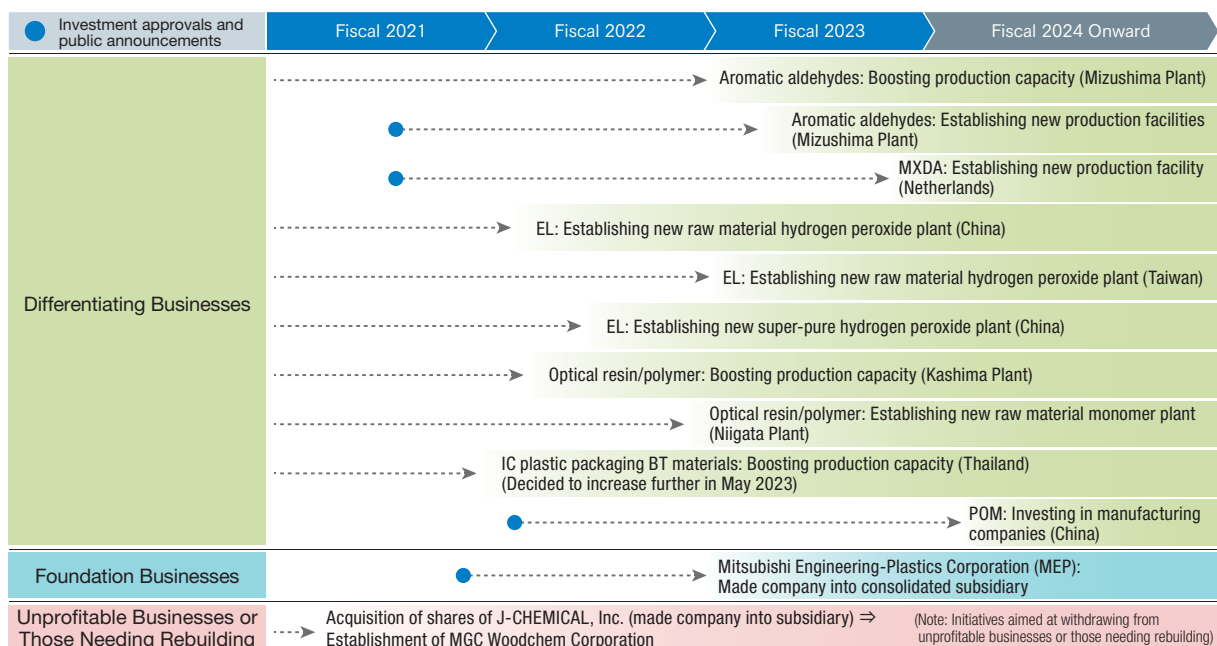 Investment approvals and
public announcements
Fiscal 2021
Fiscal 2022
Fiscal 2023
Fiscal 2024 Onward
Differentiating Businesses
Aromatic aldehydes: Boosting production capacity (Mizushima Plant)
Aromatic aldehydes: Establishing new production facilities
(Mizushima Plant)
MXDA: Establishing new production facility
(Netherlands)
EL: Establishing new raw material hydrogen peroxide plant (China)
EL: Establishing new raw material hydrogen peroxide plant (Taiwan)
EL: Establishing new super-pure hydrogen peroxide plant (China)
Optical resin/polymer: Boosting production capacity (Kashima Plant)
Optical resin/polymer: Establishing new raw material monomer plant
(Niigata Plant)
IC plastic packaging BT materials: Boosting production capacity (Thailand)
(Decided to increase further in May 2023)
POM: Investing in manufacturing
companies (China)
Foundation Businesses
Mitsubishi Engineering-Plastics Corporation (MEP):
Made company into consolidated subsidiary
Unprofitable Businesses or
Those Needing Rebuilding
Acquisition of shares of J-CHEMICAL, Inc. (made company into subsidiary) ⇒
Establishment of MGC Woodchem Corporation
(Note: Initiatives aimed at withdrawing from
unprofitable businesses or those needing rebuilding)